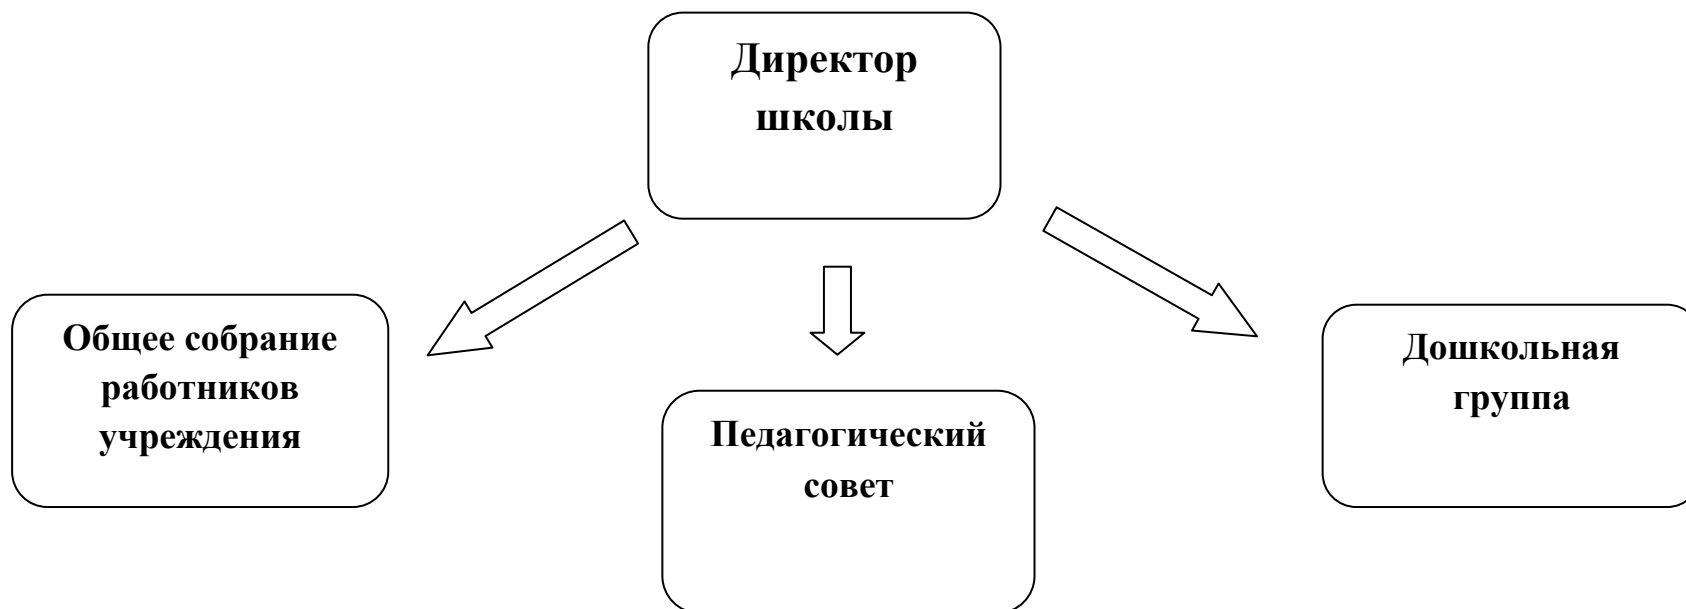 Директор
школы
Общее собрание
работников
учреждения
Педагогический
совет
Дошкольная
группа